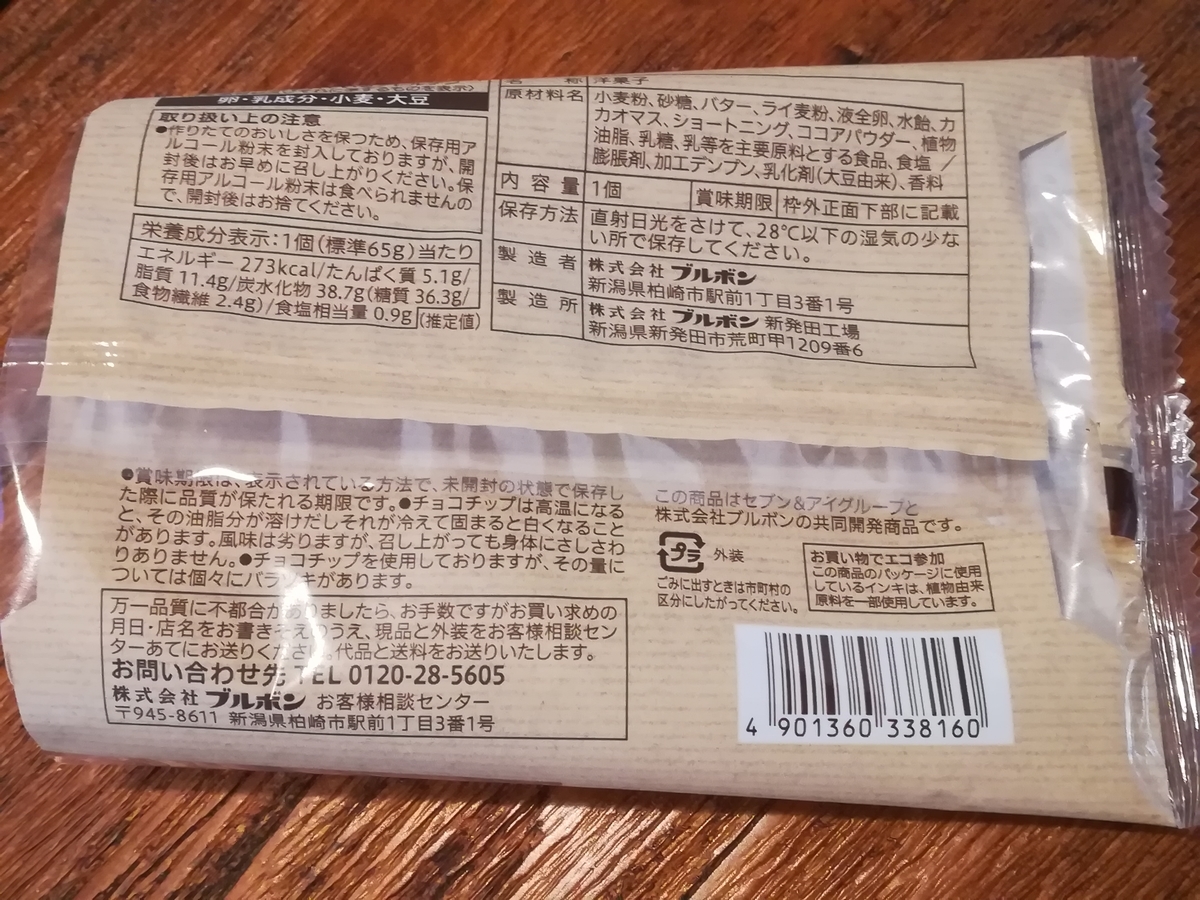 るものを表示)
卵・乳成分・小麦・大豆
取り扱い上の注意
●作りたてのおいしさを保つため、保存用ア
ルコール粉末を封入しておりますが、開
封後はお早めに召し上がりください。保
存用アルコール粉末は食べられませんの
で、開封後はお捨てください。
栄養成分表示:1個(標準65g)当たり
エネルギー 273kcal/たんぱく質 5.1g/
脂質 11.4g/炭水化物 38.7g(糖質 36.3g/
食物繊維 2.4g)/食塩相当量 0.9g(推定値)
名 称 洋菓子
原材料名 小麦粉、砂糖、バター、ライ麦粉、液全卵、水飴、カ
カオマス、ショートニング、ココアパウダー、植物
油脂、乳糖、乳等を主要原料とする食品、食塩/
膨脹剤、加工デンプン、乳化剤(大豆由来)、香料
内容量 1個 賞味期限 枠外正面下部に記載
保存方法 直射日光をさけて、28℃以下の湿気の少な
い所で保存してください。
製造者 株式会社 ブルボン
新潟県柏崎市駅前1丁目3番1号
製造所 株式会社 ブルボン 新発田工場
新潟県新発田市荒町甲1209番6
●賞味期限は、表示されている方法で、未開封の状態で保存し
た際に品質が保たれる期限です。●チョコチップは高温になる
と、その油脂分が溶けだしそれが冷えて固まると白くなること
があります。風味は劣りますが、召し上がっても身体にさしさわ
りありません。●チョコチップを使用しておりますが、その量に
ついては個々にバラツキがあります。
万一品質に不都合がありましたら、お手数ですがお買い求めの
月日・店名をお書きそえのうえ、現品と外装をお客様相談セン
ターあてにお送りください。代品と送料をお送りいたします。
お問い合わせ先 TEL 0120-28-5605
株式会社 ブルボン お客様相談センター
〒945-8611 新潟県柏崎市駅前1丁目3番1号
この商品はセブン&アイグループと
株式会社ブルボンの共同開発商品です。
プラ 外装
ごみに出すときは市町村の
区分にしたがってください。
お買い物でエコ参加
この商品のパッケージに使用
しているインキは、植物由来
原料を一部使用しています。
4 901360 338160